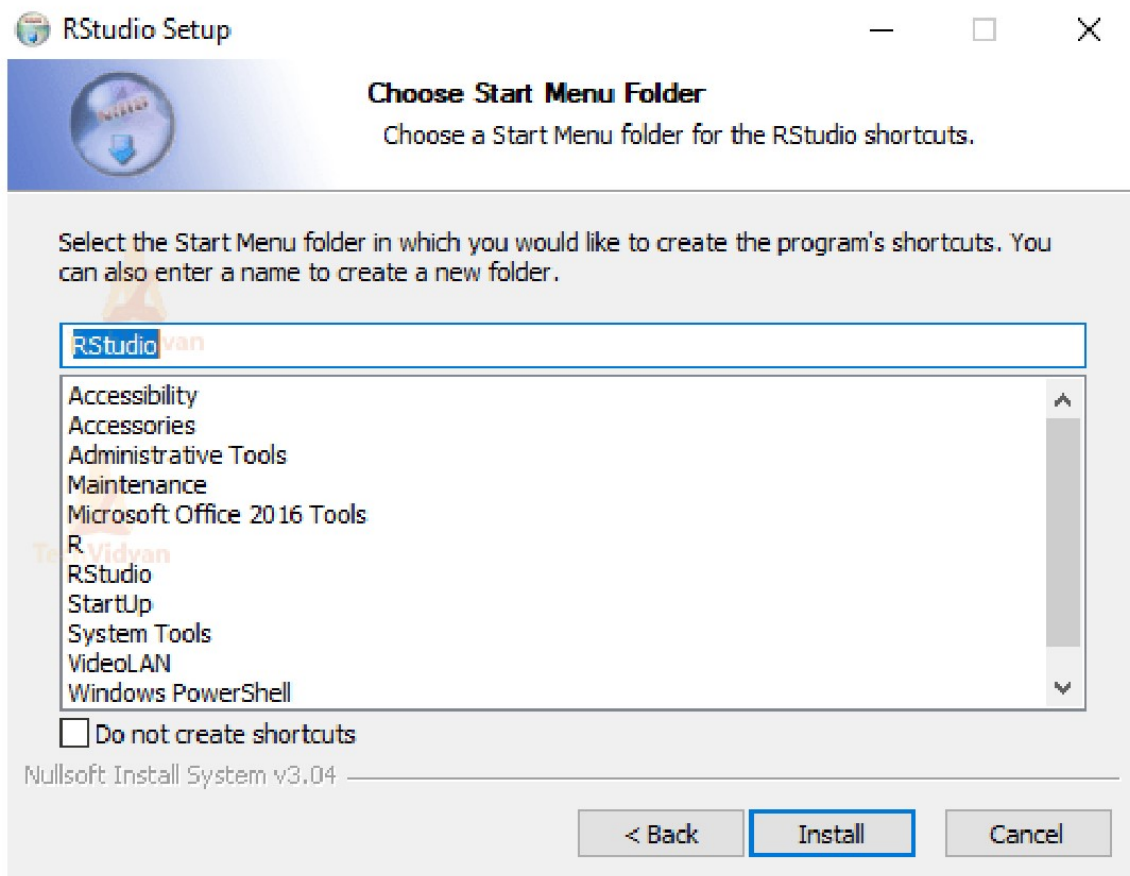 RStudio Setup
Choose Start Menu Folder
Choose a Start Menu folder for the RStudio shortcuts.
Select the Start Menu folder in which you would like to create the program's shortcuts. You
can also enter a name to create a new folder.
RStudio
Accessibility
Accessories
Administrative Tools
Maintenance
Microsoft Office 2016 Tools
R
RStudio
StartUp
System Tools
VideoLAN
Windows PowerShell
Do not create shortcuts
Nullsoft Install System v3.04
< Back
Install
Cancel